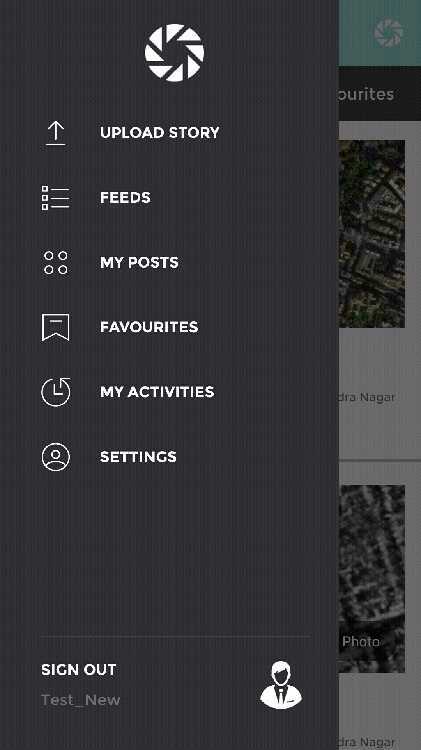 UPLOAD STORY
FEEDS
MY POSTS
FAVOURITES
MY ACTIVITIES
SETTINGS
SIGN OUT
Test_New
ourites
dra Nagar
Photo
dra Nagar